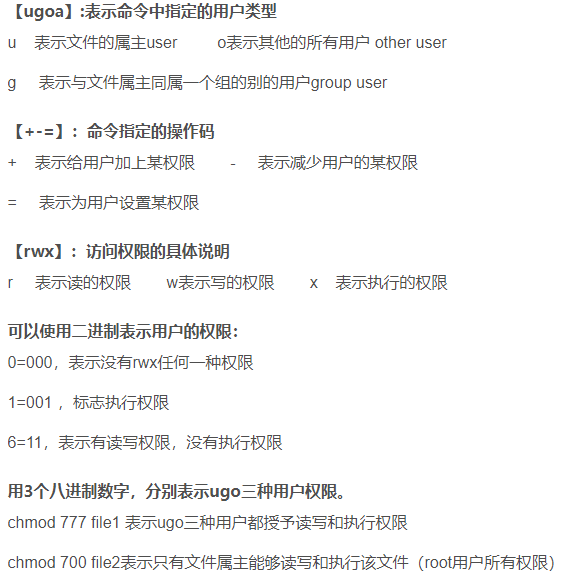 【ugoa】:表示命令中指定的用户类型
u 表示文件的属主user o表示其他的所有用户 other user
g 表示与文件属主同属一个组的别的用户group user
【+-=】：命令指定的操作码
+ 表示给用户加上某权限 - 表示减少用户的某权限
= 表示为用户设置某权限
【rwx】：访问权限的具体说明
r 表示读的权限 w表示写的权限 x 表示执行的权限
可以使用二进制表示用户的权限：
0=000，表示没有rwx任何一种权限
1=001 ，标志执行权限
6=11，表示有读写权限，没有执行权限
用3个八进制数字，分别表示ugo三种用户权限。
chmod 777 file1 表示ugo三种用户都授予读写和执行权限
chmod 700 file2表示只有文件属主能够读写和执行该文件（root用户所有权限）